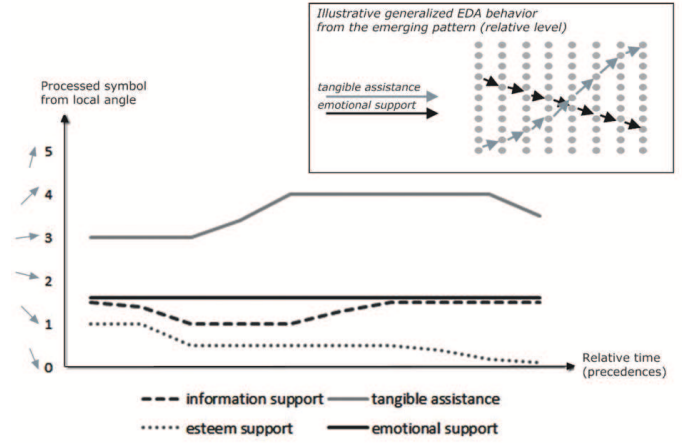 Illustrative generalized EDA behavior
from the emerging pattern (relative level)
tangible assistance
emotional support
Processed symbol
from local angle
5
4
3
2
1
0
Relative time
(precedences)
information support
tangible assistance
esteem support
emotional support